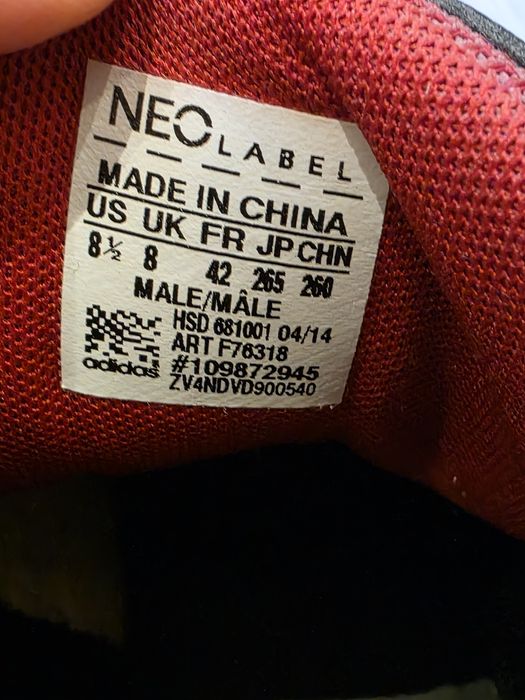 NEO LABEL
MADE IN CHINA
US UK FR JP CHN
8½ 8 42 265 260
MALE/MÂLE
HSD 681001 04/14
ART F76318
#109872945
adidas ZV4NDVD900540